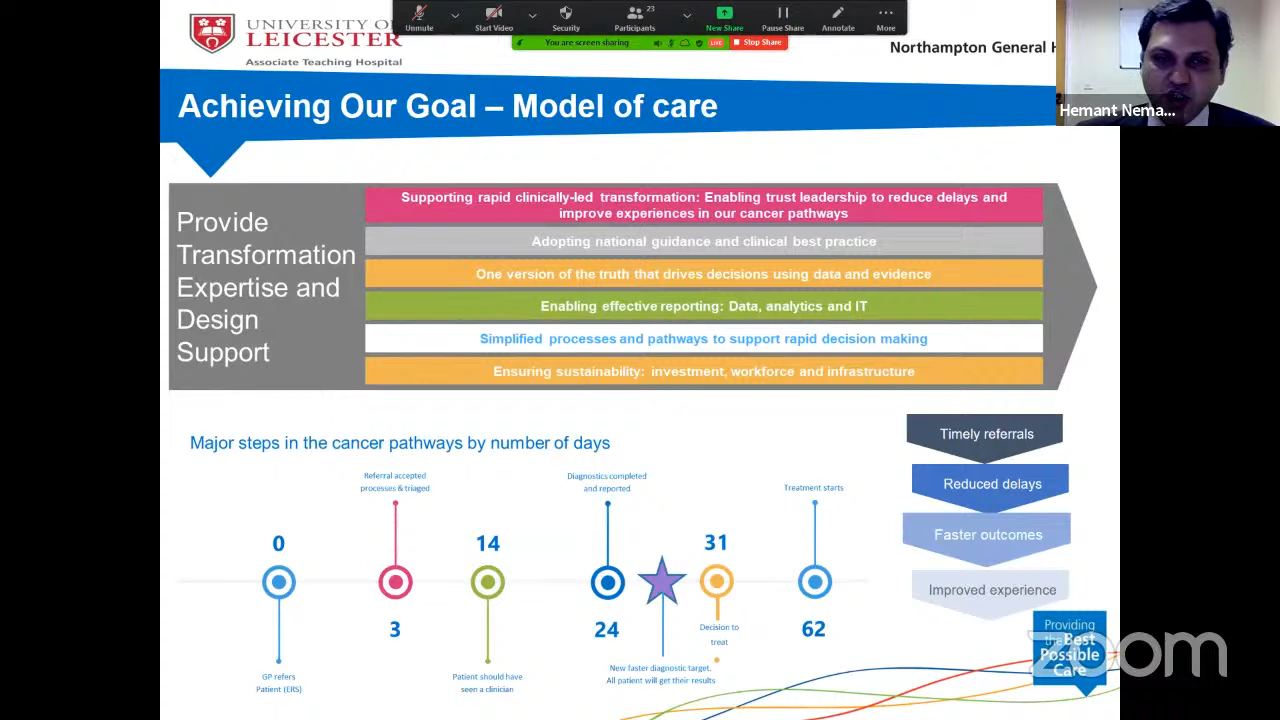 UNIVERSITY OF
LEICESTER
Associate Teaching Hospital
Unmute
Start Video
Security
23
Participants
New Share
Pause Share
Annotate
More
You are screen sharing
LIVE
Stop Share
Northampton General H
Hemant Nema...
Achieving Our Goal – Model of care
Provide
Transformation
Expertise and
Design
Support
Supporting rapid clinically-led transformation: Enabling trust leadership to reduce delays and
improve experiences in our cancer pathways
Adopting national guidance and clinical best practice
One version of the truth that drives decisions using data and evidence
Enabling effective reporting: Data, analytics and IT
Simplified processes and pathways to support rapid decision making
Ensuring sustainability: investment, workforce and infrastructure
Major steps in the cancer pathways by number of days
Referral accepted
processes & triaged
Diagnostics completed
and reported
Treatment starts
0
14
31
3
24
62
Decision to
treat
GP refers
Patient (ERS)
Patient should have
seen a clinician
New faster diagnostic target.
All patient will get their results
Timely referrals
Reduced delays
Faster outcomes
Improved experience
Providing
the Best
Possible
Care
zoom